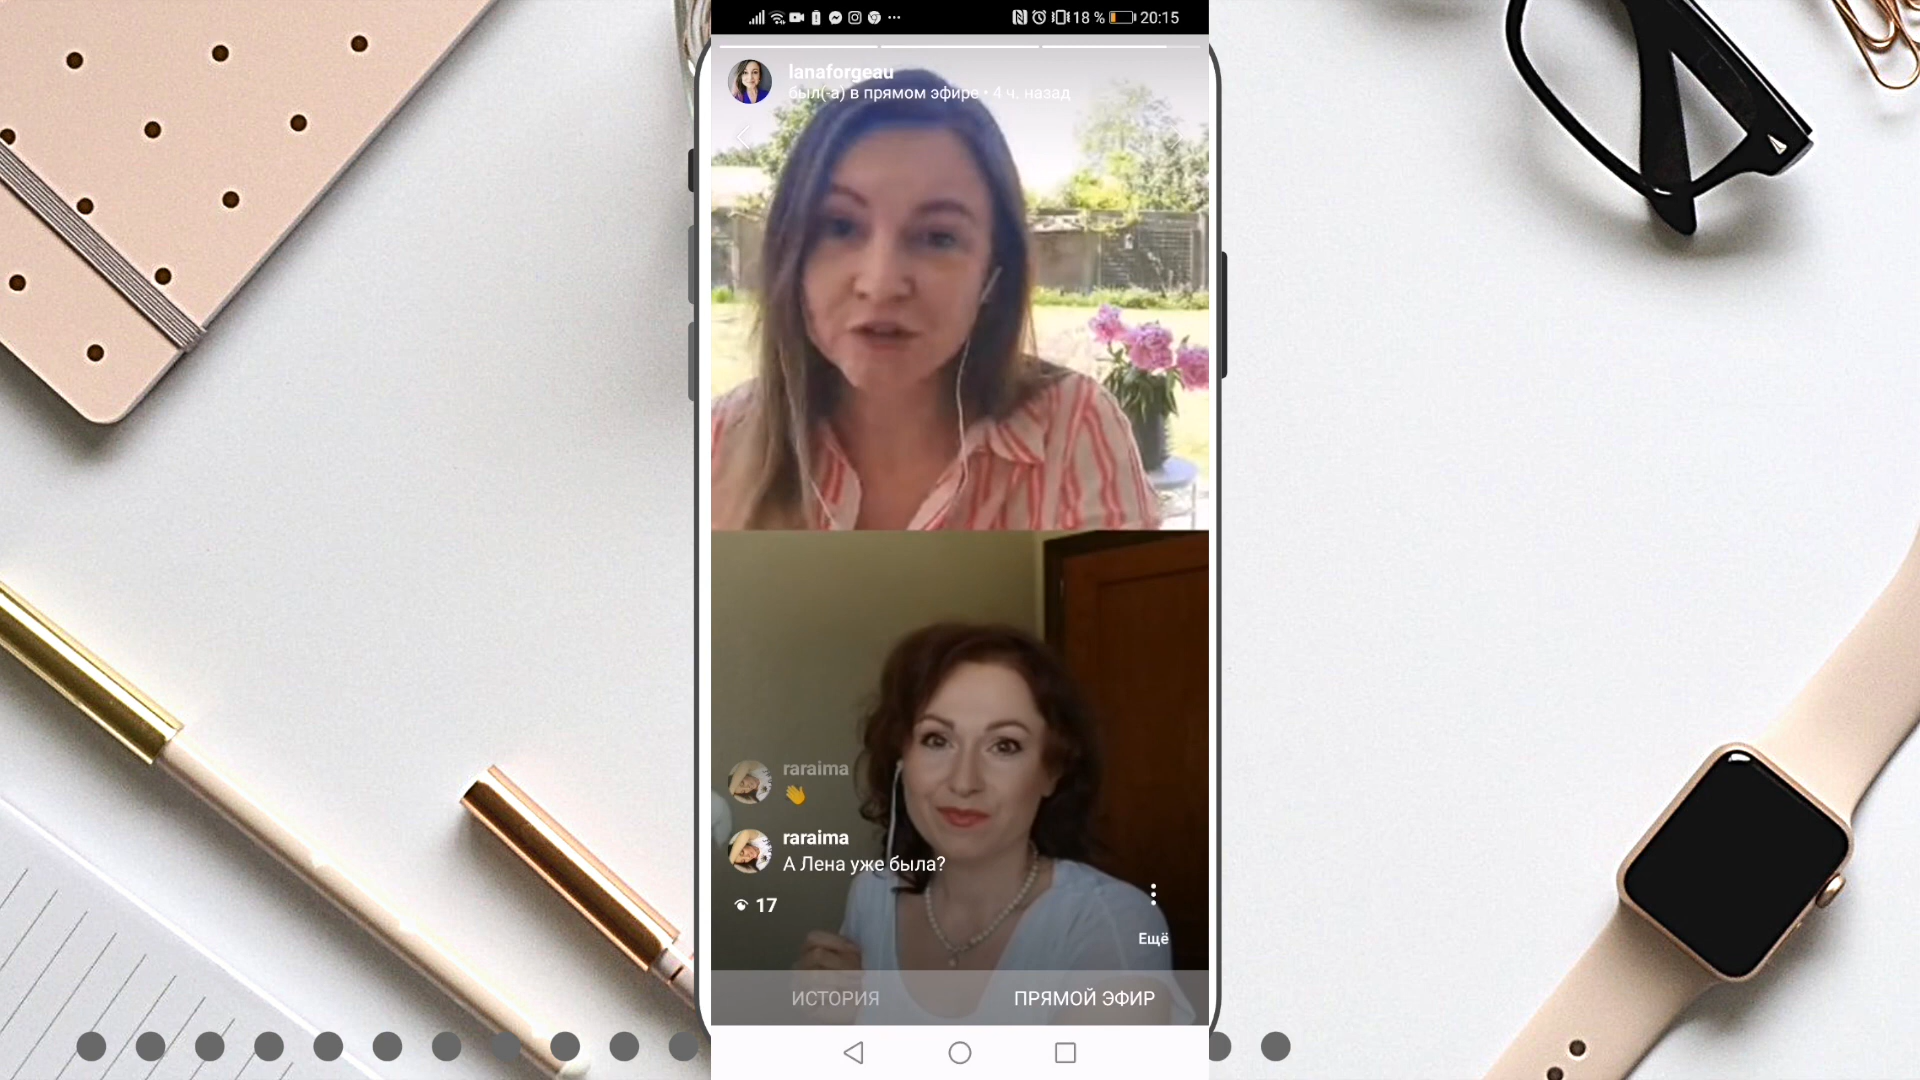 18 %
20:15
lanaforgeau
был(-а) в прямом эфире • 4 ч. назад
raraima
👋
raraima
А Лена уже была?
17
Ещё
ИСТОРИЯ
ПРЯМОЙ ЭФИР